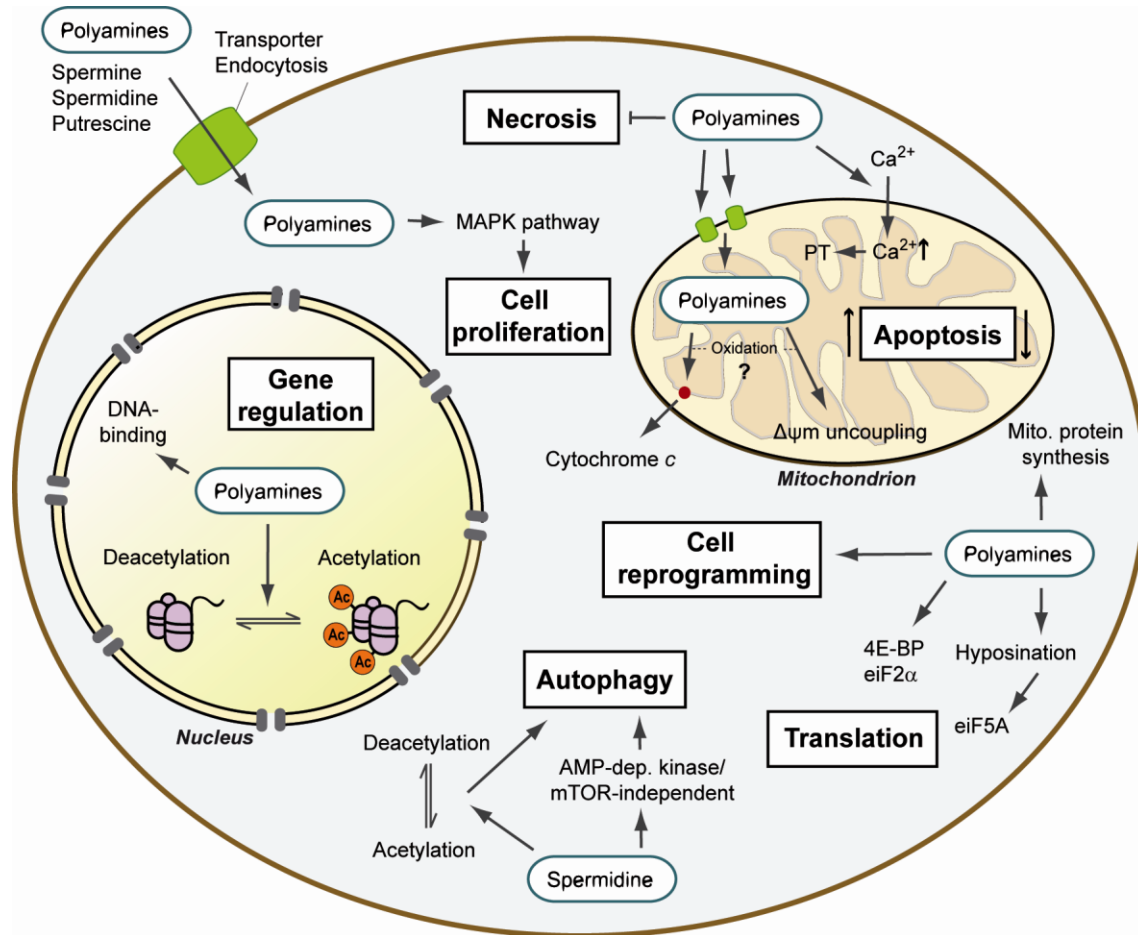 Polyamines
Spermine
Spermidine
Putrescine
Transporter
Endocytosis
Polyamines
MAPK pathway
Cell
proliferation
Necrosis
Polyamines
Ca²⁺
PT
Ca²⁺↑
Polyamines
Oxidation
?
Apoptosis
Cytochrome c
Δψm uncoupling
Mitochondrion
Gene
regulation
DNA-
binding
Polyamines
Deacetylation
Acetylation
Ac
Ac
Ac
Nucleus
Mito. protein
synthesis
Cell
reprogramming
Polyamines
4E-BP
eiF2α
Hyposination
eiF5A
Translation
Autophagy
Deacetylation
Acetylation
AMP-dep. kinase/
mTOR-independent
Spermidine